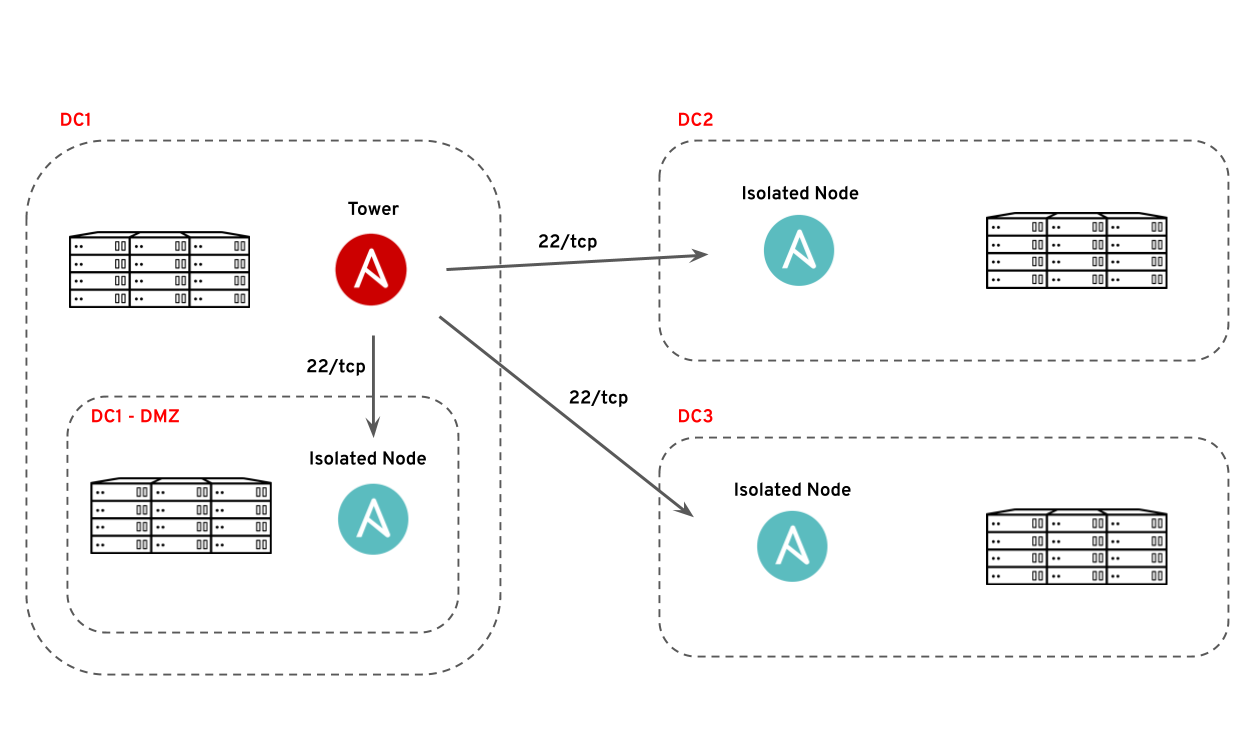 DC1
Tower
22/tcp
DC1 - DMZ
Isolated Node
22/tcp
22/tcp
DC2
Isolated Node
DC3
Isolated Node